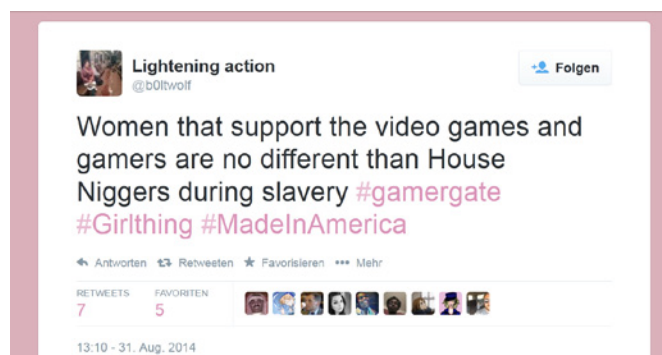 Lightening action
@b0ltwolf
Folgen
Women that support the video games and
gamers are no different than House
Niggers during slavery #gamergate
#Girlthing #MadeInAmerica
Antworten Retweeten Favorisieren Mehr
RETWEETS FAVORITEN
7 5
13:10 - 31. Aug. 2014